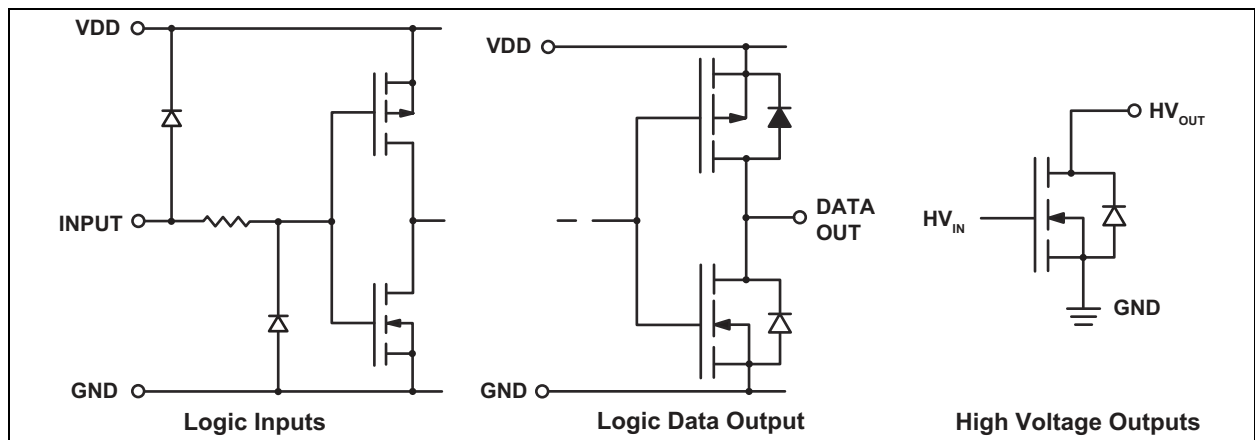 VDD
INPUT
GND
Logic Inputs
VDD
DATA
OUT
GND
Logic Data Output
HVOUT
HVIN
GND
High Voltage Outputs